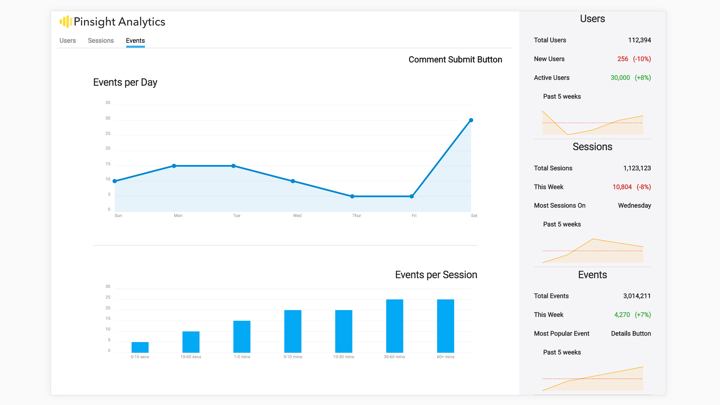 Pinsight Analytics
Users Sessions Events
Comment Submit Button
Events per Day
35
30
25
20
15
10
5
0
Sun Mon Tue Wed Thur Fri Sat
Events per Session
30
25
20
15
10
5
0
0-10 secs 10-60 secs 1-3 mins 3-10 mins 10-30 mins 30-60 mins 60+ mins
Users
Total Users 112,394
New Users 256 (-10%)
Active Users 30,000 (+8%)
Past 5 weeks
Sessions
Total Sesions 1,123,123
This Week 10,804 (-8%)
Most Sessions On Wednesday
Past 5 weeks
Events
Total Events 3,014,211
This Week 4,270 (+7%)
Most Popular Event Details Button
Past 5 weeks